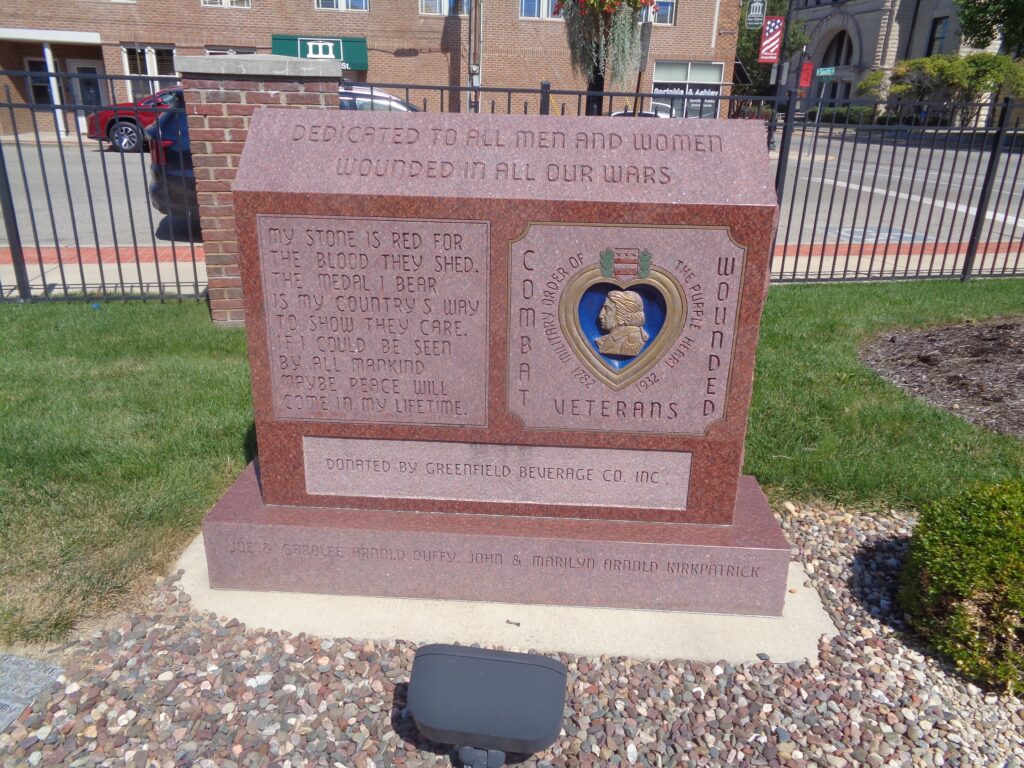 DEDICATED TO ALL MEN AND WOMEN
WOUNDED IN ALL OUR WARS
MY STONE IS RED FOR
THE BLOOD THEY SHED.
THE MEDAL I BEAR
IS MY COUNTRY'S WAY
TO SHOW THEY CARE.
IF I COULD BE SEEN
BY ALL MANKIND
MAYBE PEACE WILL
COME IN MY LIFETIME.
COMBAT
WOUNDED
VETERANS
MILITARY ORDER OF
THE PURPLE HEART
1782 1932
DONATED BY GREENFIELD BEVERAGE CO. INC.
JOE & CAROLEE ARNOLD DUFFY, JOHN & MARILYN ARNOLD KIRKPATRICK
& Ashley